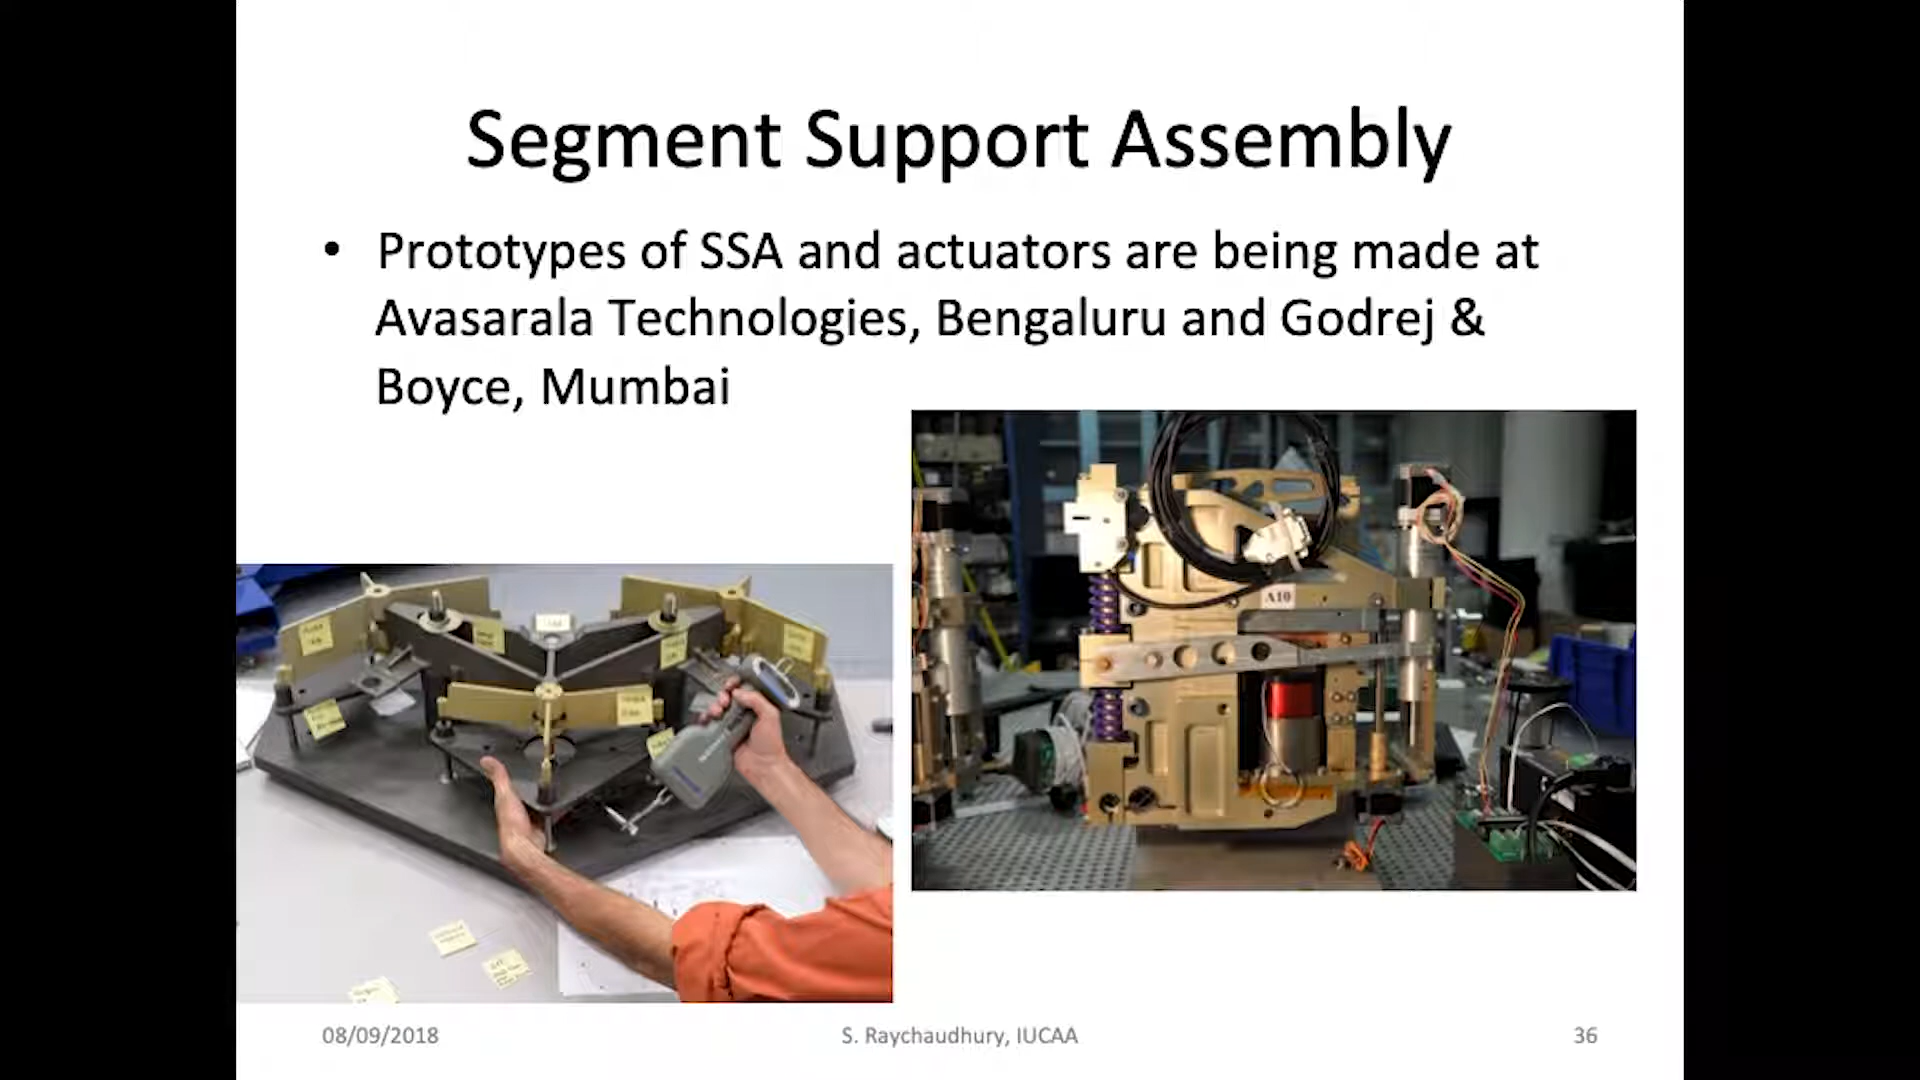 Segment Support Assembly
• Prototypes of SSA and actuators are being made at
Avasarala Technologies, Bengaluru and Godrej &
Boyce, Mumbai
A10
08/09/2018
S. Raychaudhury, IUCAA
36